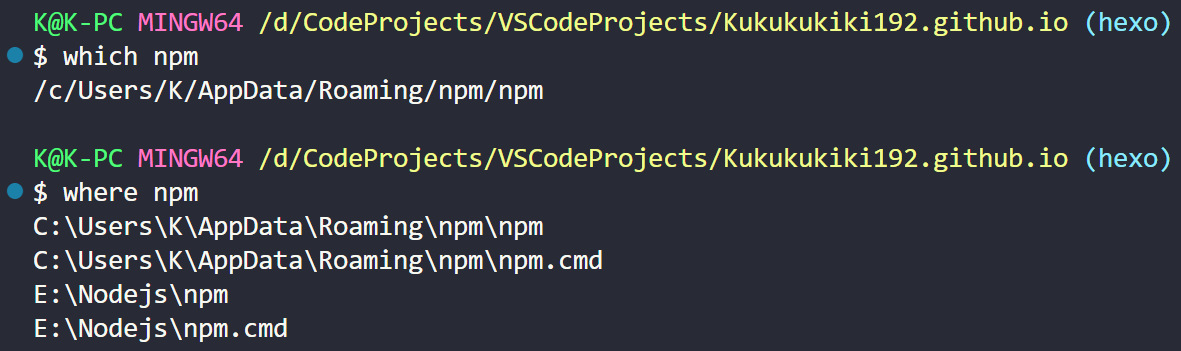 K@K-PC MINGW64 /d/CodeProjects/VSCodeProjects/Kukukukiki192.github.io (hexo)
$ which npm
/c/Users/K/AppData/Roaming/npm/npm
K@K-PC MINGW64 /d/CodeProjects/VSCodeProjects/Kukukukiki192.github.io (hexo)
$ where npm
C:\Users\K\AppData\Roaming\npm\npm
C:\Users\K\AppData\Roaming\npm\npm.cmd
E:\Nodejs\npm
E:\Nodejs\npm.cmd